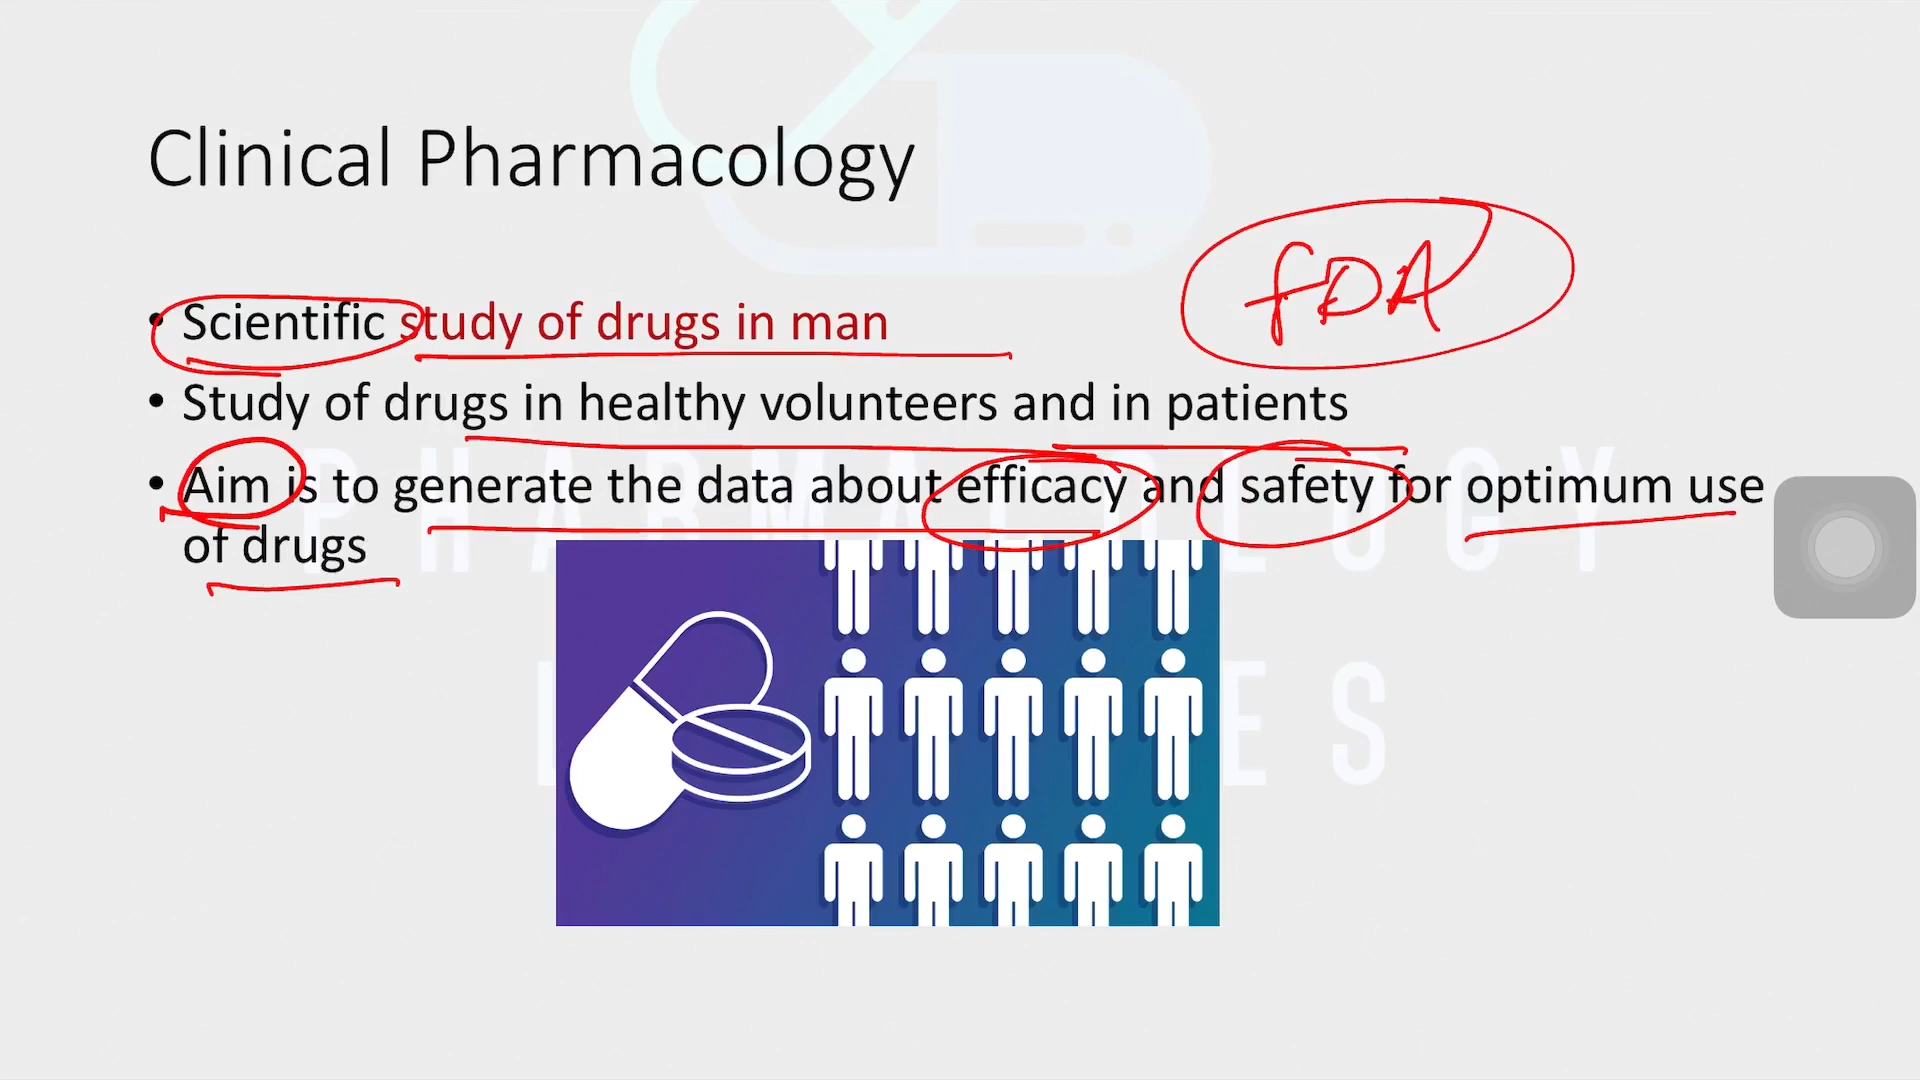 Clinical Pharmacology
FDA
• Scientific study of drugs in man
• Study of drugs in healthy volunteers and in patients
• Aim is to generate the data about efficacy and safety for optimum use
of drugs
PHARMACOLOGY